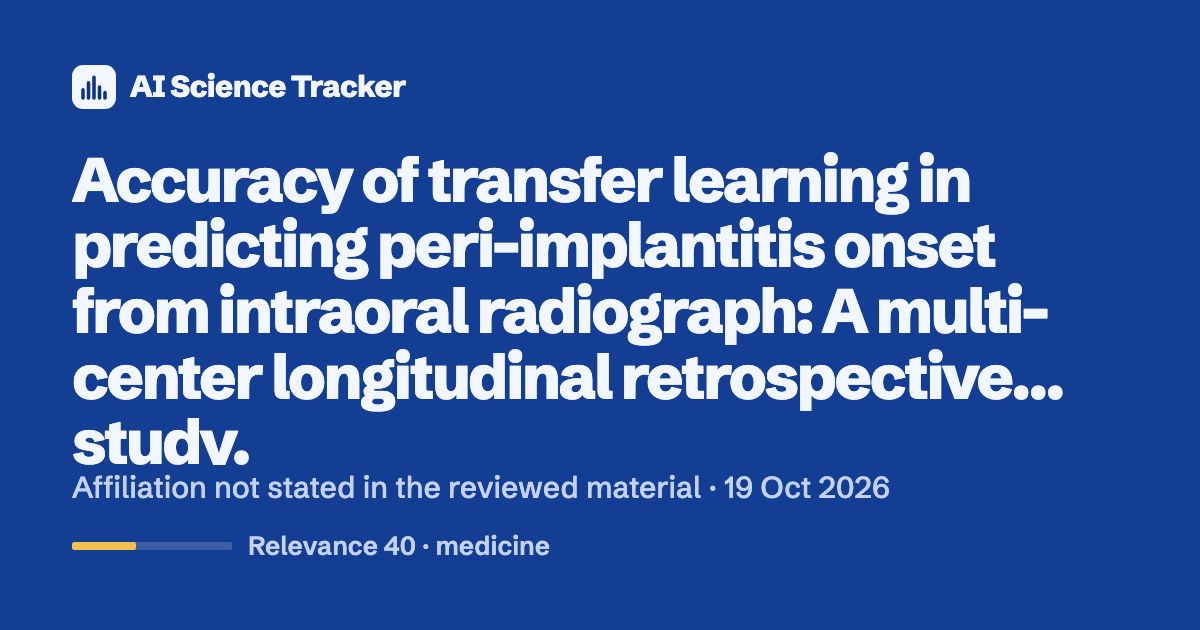 AI Science Tracker
Accuracy of transfer learning in
predicting peri-implantitis onset
from intraoral radiograph: A multi-
center longitudinal retrospective...
study.
Affiliation not stated in the reviewed material · 19 Oct 2026
Relevance 40 · medicine